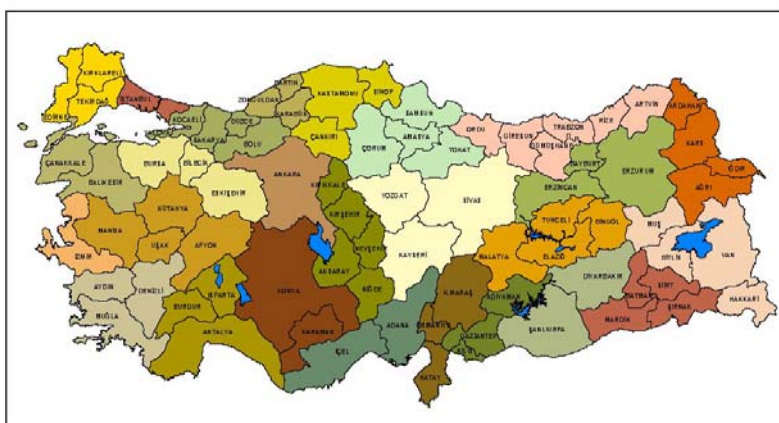 KIRKLARELİ
EDİRNE
TEKİRDAĞ
İSTANBUL
KOCAELİ
SAKARYA
DÜZCE
BOLU
ZONGULDAK
BARTIN
KARABÜK
KASTAMONU
SİNOP
ÇANKIRI
SAMSUN
ÇORUM
AMASYA
TOKAT
ORDU
GİRESUN
TRABZON
GÜMÜŞHANE
RİZE
ARTVİN
ARDAHAN
KARS
IĞDIR
AĞRI
BAYBURT
ERZURUM
ERZİNCAN
ÇANAKKALE
BALIKESİR
BURSA
BİLECİK
ESKİŞEHİR
ANKARA
KIRIKKALE
KIRŞEHİR
YOZGAT
SİVAS
TUNCELİ
BİNGÖL
MUŞ
BİTLİS
VAN
HAKKARİ
KÜTAHYA
MANİSA
UŞAK
AFYON
İZMİR
NEVŞEHİR
AKSARAY
KAYSERİ
NİĞDE
MALATYA
ELAZIĞ
DİYARBAKIR
BATMAN
SİİRT
ŞIRNAK
MARDİN
AYDIN
DENİZLİ
MUĞLA
BURDUR
ISPARTA
ANTALYA
KONYA
KARAMAN
İÇEL
ADANA
K.MARAŞ
OSMANİYE
ADIYAMAN
GAZİANTEP
KİLİS
HATAY
ŞANLIURFA